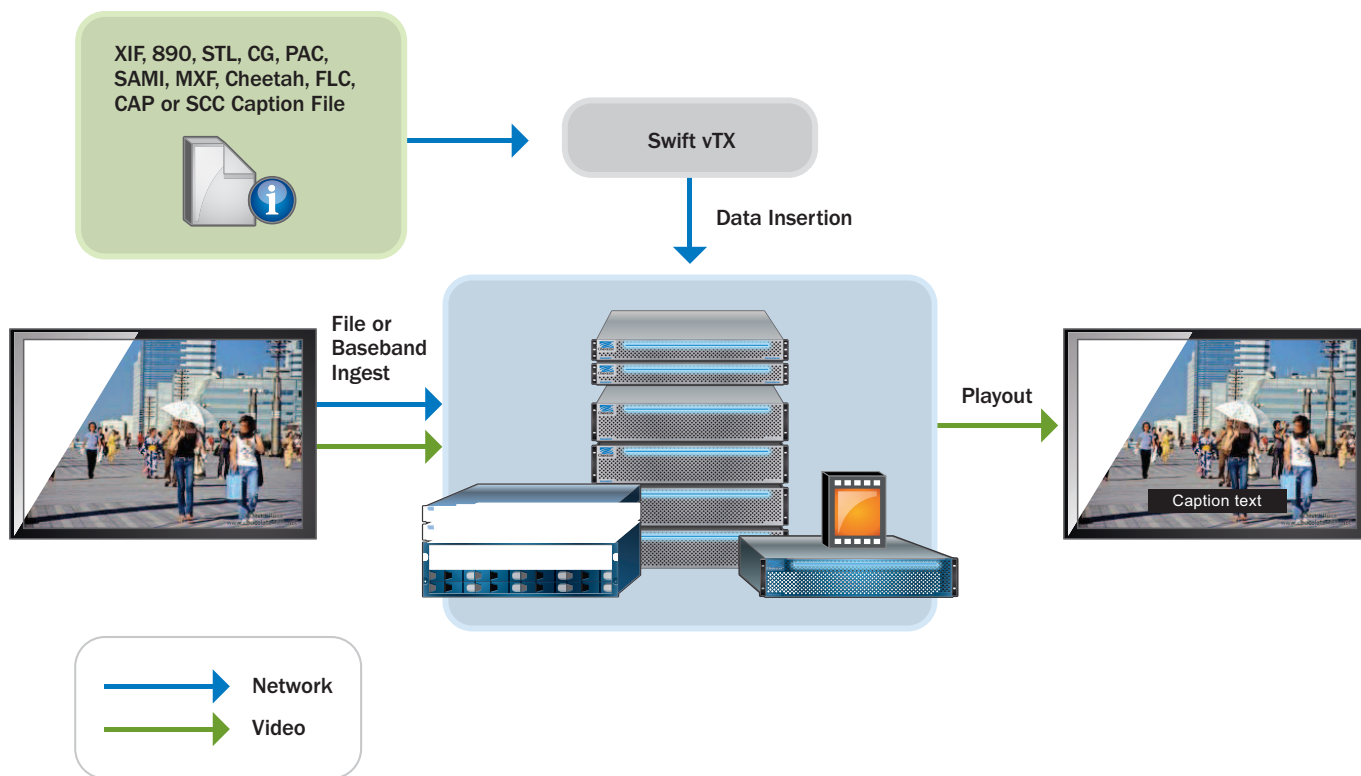 XIF, 890, STL, CG, PAC,
SAMI, MXF, Cheetah, FLC,
CAP or SCC Caption File
Swift vTX
Data Insertion
File or
Baseband
Ingest
Playout
Caption text
Network
Video